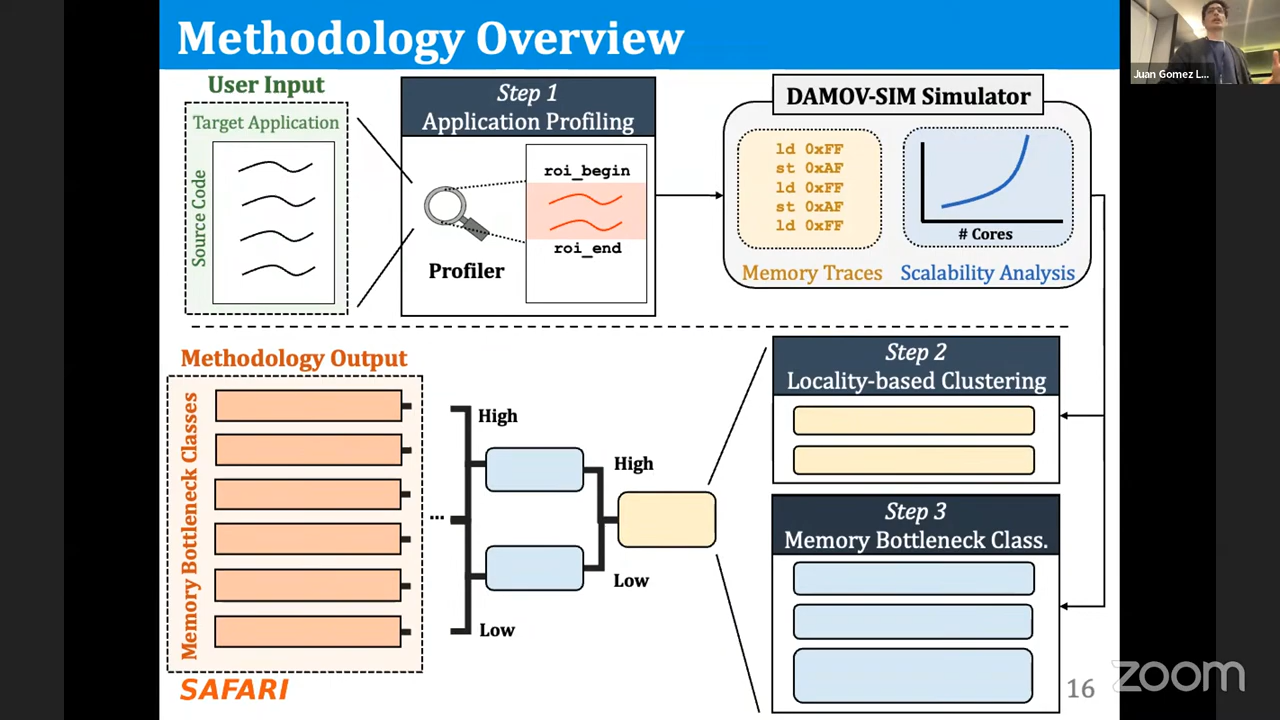 Methodology Overview
Juan Gomez L...
User Input
Target Application
Source Code
Step 1
Application Profiling
roi_begin
roi_end
Profiler
DAMOV-SIM Simulator
ld 0xFF
st 0xAF
ld 0xFF
st 0xAF
ld 0xFF
# Cores
Memory Traces
Scalability Analysis
Methodology Output
Memory Bottleneck Classes
...
High
Low
High
Low
Step 2
Locality-based Clustering
Step 3
Memory Bottleneck Class.
SAFARI
16
zoom